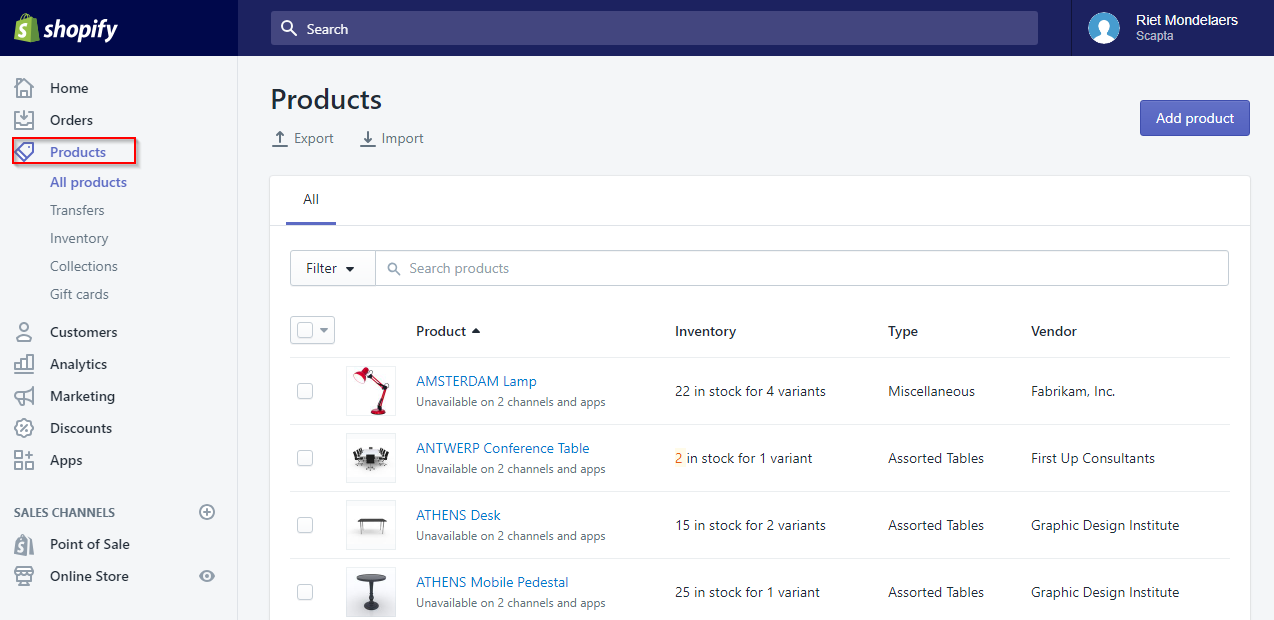 shopify
Search
Riet Mondelaers
Scapta
Home
Orders
Products
All products
Transfers
Inventory
Collections
Gift cards
Customers
Analytics
Marketing
Discounts
Apps
SALES CHANNELS
Point of Sale
Online Store
Products
Export Import
Add product
All
Filter Search products
Product Inventory Type Vendor
AMSTERDAM Lamp
Unavailable on 2 channels and apps
22 in stock for 4 variants Miscellaneous Fabrikam, Inc.
ANTWERP Conference Table
Unavailable on 2 channels and apps
2 in stock for 1 variant Assorted Tables First Up Consultants
ATHENS Desk
Unavailable on 2 channels and apps
15 in stock for 2 variants Assorted Tables Graphic Design Institute
ATHENS Mobile Pedestal
Unavailable on 2 channels and apps
25 in stock for 1 variant Assorted Tables Graphic Design Institute